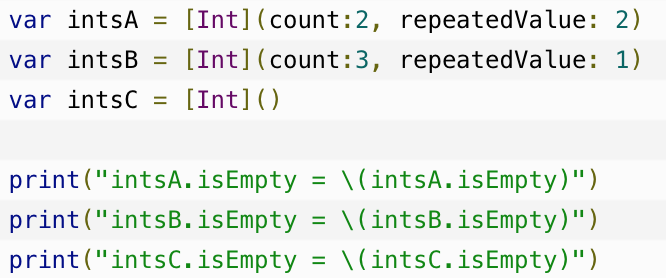 var intsA = [Int](count:2, repeatedValue: 2)
var intsB = [Int](count:3, repeatedValue: 1)
var intsC = [Int]()
print("intsA.isEmpty = \(intsA.isEmpty)")
print("intsB.isEmpty = \(intsB.isEmpty)")
print("intsC.isEmpty = \(intsC.isEmpty)")